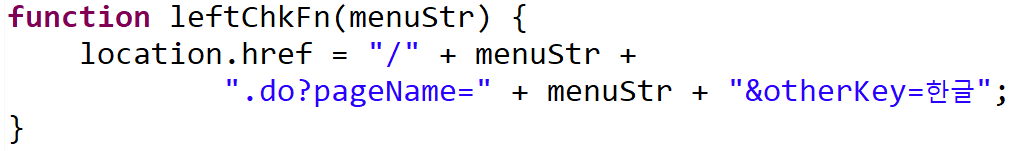 function leftChkFn(menuStr) {
    location.href = "/" + menuStr +
            ".do?pageName=" + menuStr + "&otherKey=한글";
}